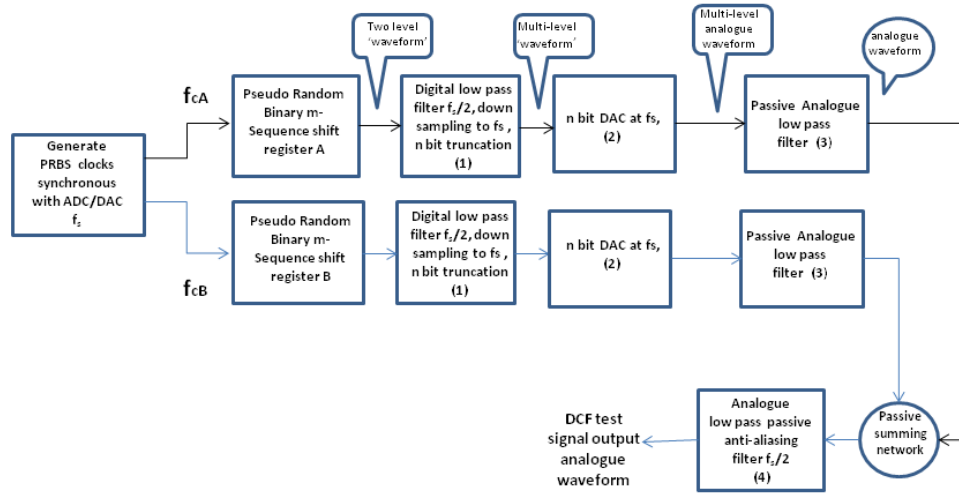 Two level
'waveform'
Multi-level
'waveform'
Multi-level
analogue
waveform
analogue
waveform
fcA
Pseudo Random
Binary m-
Sequence shift
register A
Digital low pass
filter fs/2, down
sampling to fs ,
n bit truncation
(1)
n bit DAC at fs,
(2)
Passive Analogue
low pass
filter (3)
Generate
PRBS clocks
synchronous
with ADC/DAC
fs
Pseudo Random
Binary m-
Sequence shift
register B
Digital low pass
filter fs/2, down
sampling to fs ,
n bit truncation
(1)
n bit DAC at fs,
(2)
Passive Analogue
low pass
filter (3)
fcB
DCF test
signal output
analogue
waveform
Analogue
low pass passive
anti-aliasing
filter fs/2
(4)
Passive
summing
network